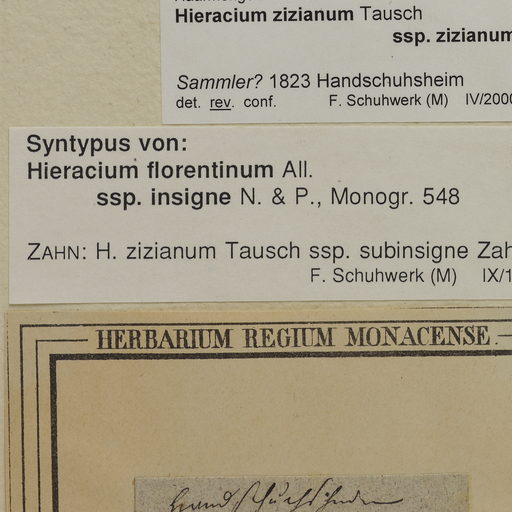 Hieracium zizianum Tausch
ssp. zizianum
Sammler? 1823 Handschuhsheim
det. rev. conf. F. Schuhwerk (M) IV/2000
Syntypus von:
Hieracium florentinum All.
ssp. insigne N. & P., Monogr. 548
ZAHN: H. zizianum Tausch ssp. subinsigne Zah
F. Schuhwerk (M) IX/1
HERBARIUM REGIUM MONACENSE.
Handschuhsheim